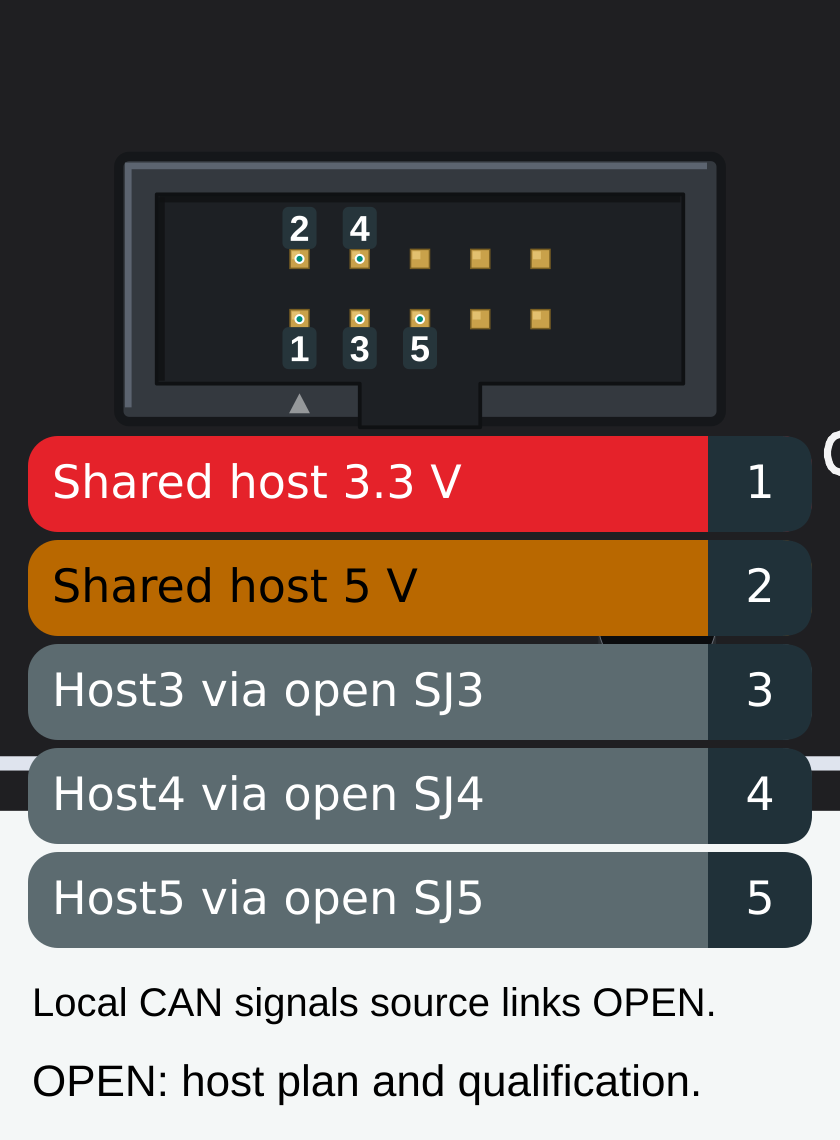 2 4
1 3 5
Shared host 3.3 V 1
Shared host 5 V 2
Host3 via open SJ3 3
Host4 via open SJ4 4
Host5 via open SJ5 5
Local CAN signals source links OPEN.
OPEN: host plan and qualification.